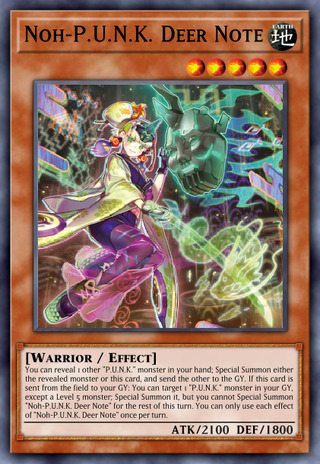 Noh-P.U.N.K. Deer Note
EARTH
地
[Warrior / Effect]
You can reveal 1 other "P.U.N.K." monster in your hand; Special Summon either
the revealed monster or this card, and send the other to the GY. If this card is
sent from the field to your GY: You can target 1 "P.U.N.K." monster in your GY,
except a Level 5 monster; Special Summon it, but you cannot Special Summon
"Noh-P.U.N.K. Deer Note" for the rest of this turn. You can only use each effect
of "Noh-P.U.N.K. Deer Note" once per turn.
ATK/2100 DEF/1800